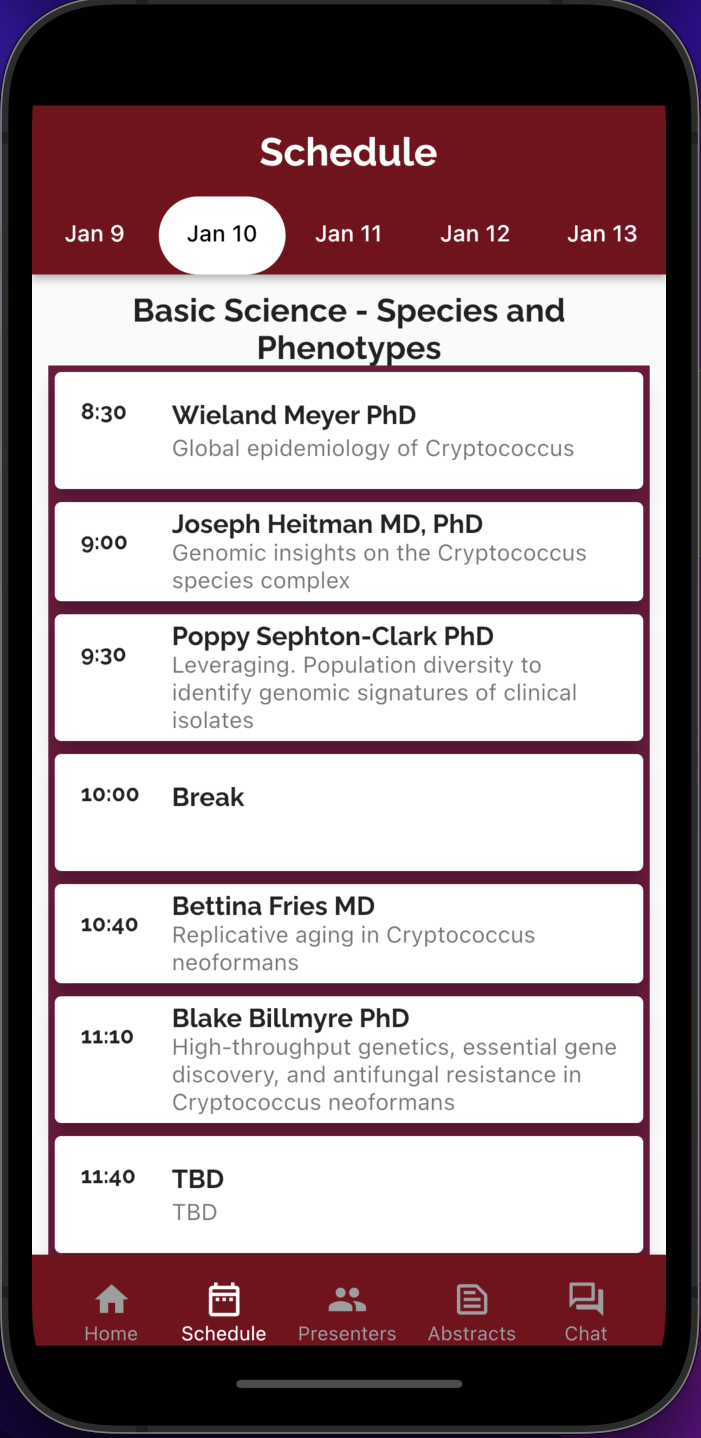 Schedule
Jan 9 Jan 10 Jan 11 Jan 12 Jan 13
Basic Science - Species and
Phenotypes
8:30 Wieland Meyer PhD
Global epidemiology of Cryptococcus
9:00 Joseph Heitman MD, PhD
Genomic insights on the Cryptococcus
species complex
9:30 Poppy Sephton-Clark PhD
Leveraging. Population diversity to
identify genomic signatures of clinical
isolates
10:00 Break
10:40 Bettina Fries MD
Replicative aging in Cryptococcus
neoformans
11:10 Blake Billmyre PhD
High-throughput genetics, essential gene
discovery, and antifungal resistance in
Cryptococcus neoformans
11:40 TBD
TBD
Home Schedule Presenters Abstracts Chat